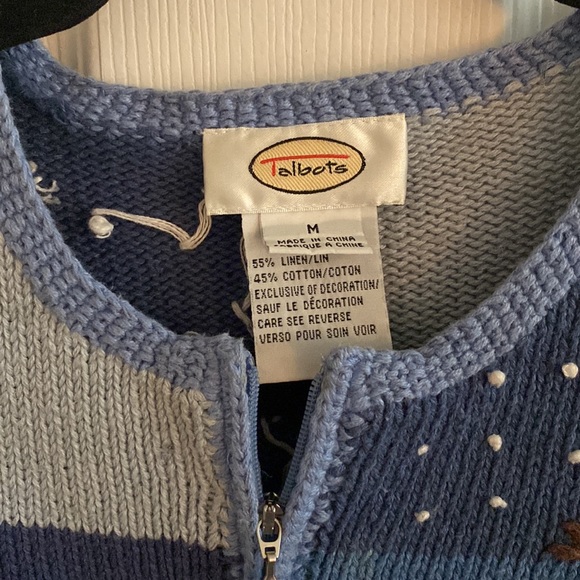 Talbots
M
MADE IN CHINA
FABRIQUE A CHINE
55% LINEN/LIN
45% COTTON/COTON
EXCLUSIVE OF DECORATION/
SAUF LE DÉCORATION
CARE SEE REVERSE
VERSO POUR SOIN VOIR